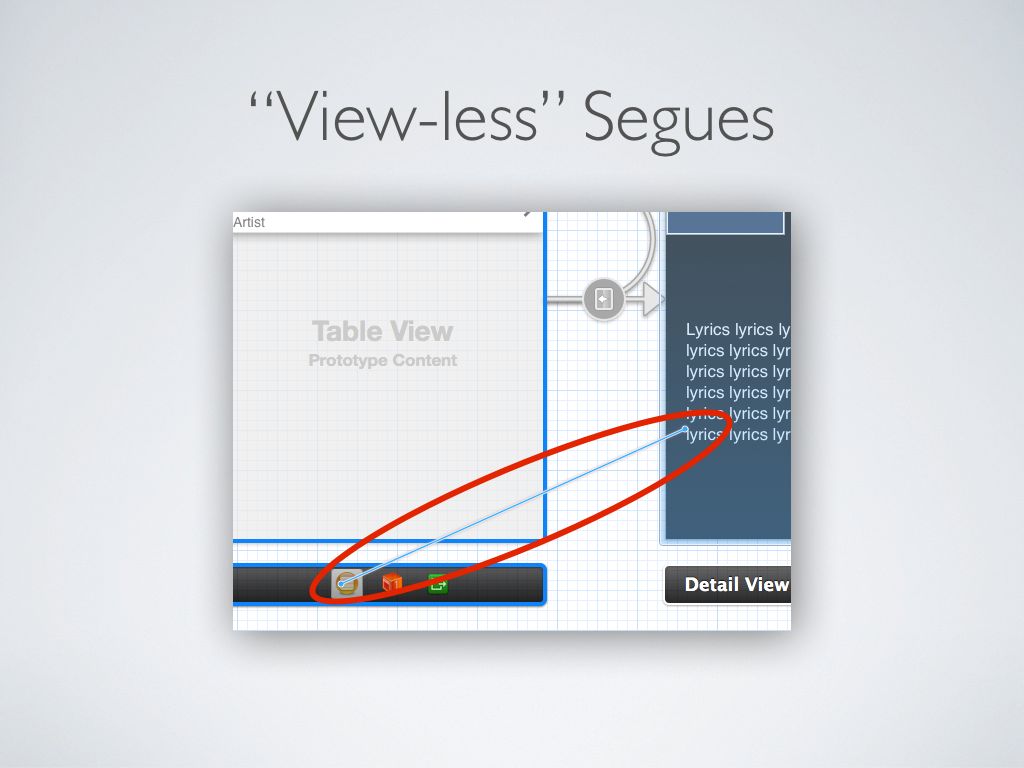 “View-less” Segues
Artist
Table View
Prototype Content
Lyrics lyrics ly
lyrics lyrics lyr
lyrics lyrics lyr
lyrics lyrics lyr
lyrics lyrics lyr
lyrics lyrics lyr
Detail View